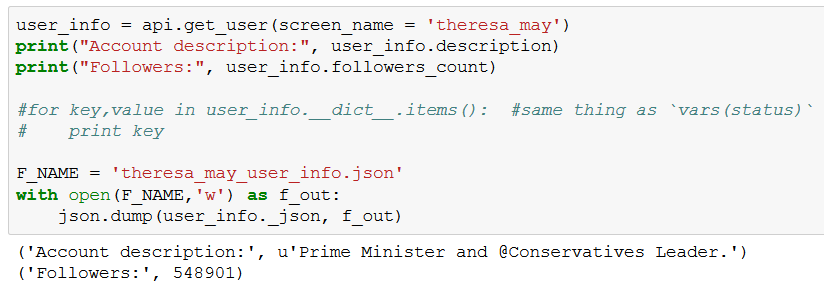 user_info = api.get_user(screen_name = 'theresa_may')
print("Account description:", user_info.description)
print("Followers:", user_info.followers_count)
#for key,value in user_info.__dict__.items():  #same thing as `vars(status)`
#    print key
F_NAME = 'theresa_may_user_info.json'
with open(F_NAME,'w') as f_out:
    json.dump(user_info._json, f_out)
('Account description:', u'Prime Minister and @Conservatives Leader.')
('Followers:', 548901)